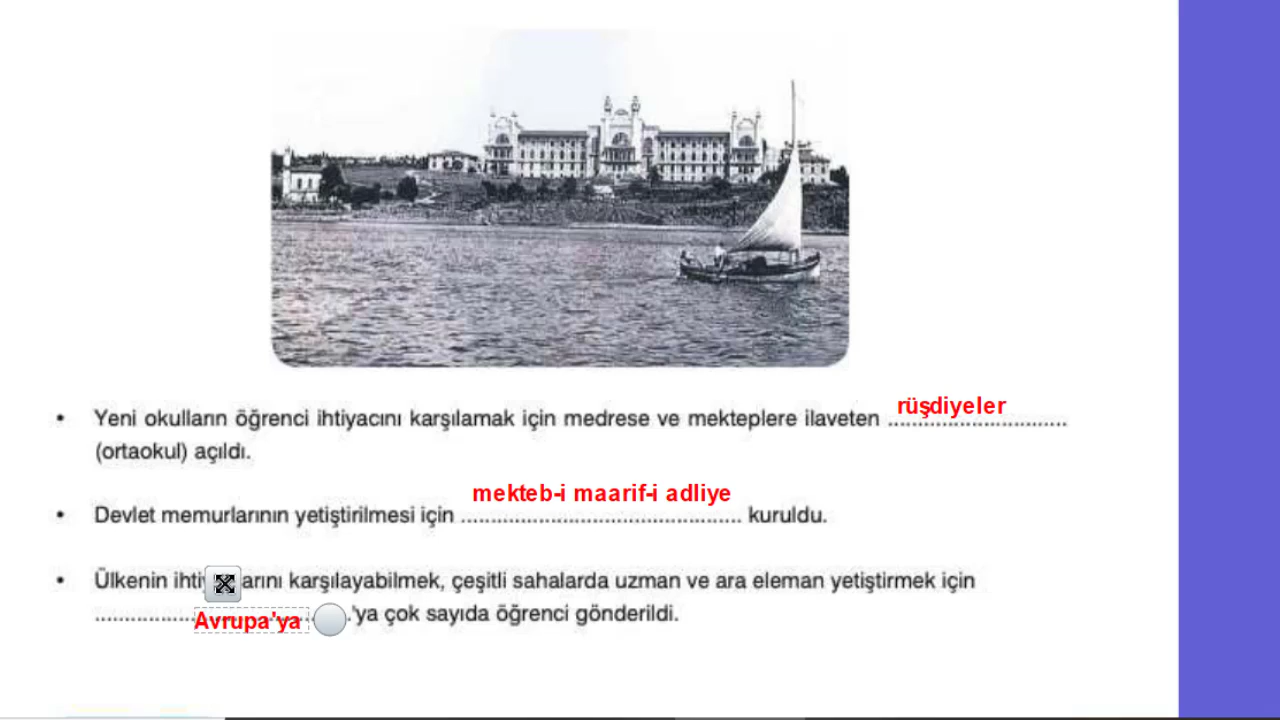 Yeni okulların öğrenci ihtiyacını karşılamak için medrese ve mekteplere ilaveten rüşdiyeler ..............................
(ortaokul) açıldı.
Devlet memurlarının yetiştirilmesi için mekteb-i maarif-i adliye ............................................... kuruldu.
Ülkenin ihti arını karşılayabilmek, çeşitli sahalarda uzman ve ara eleman yetiştirmek için
................. Avrupa'ya .'ya çok sayıda öğrenci gönderildi.